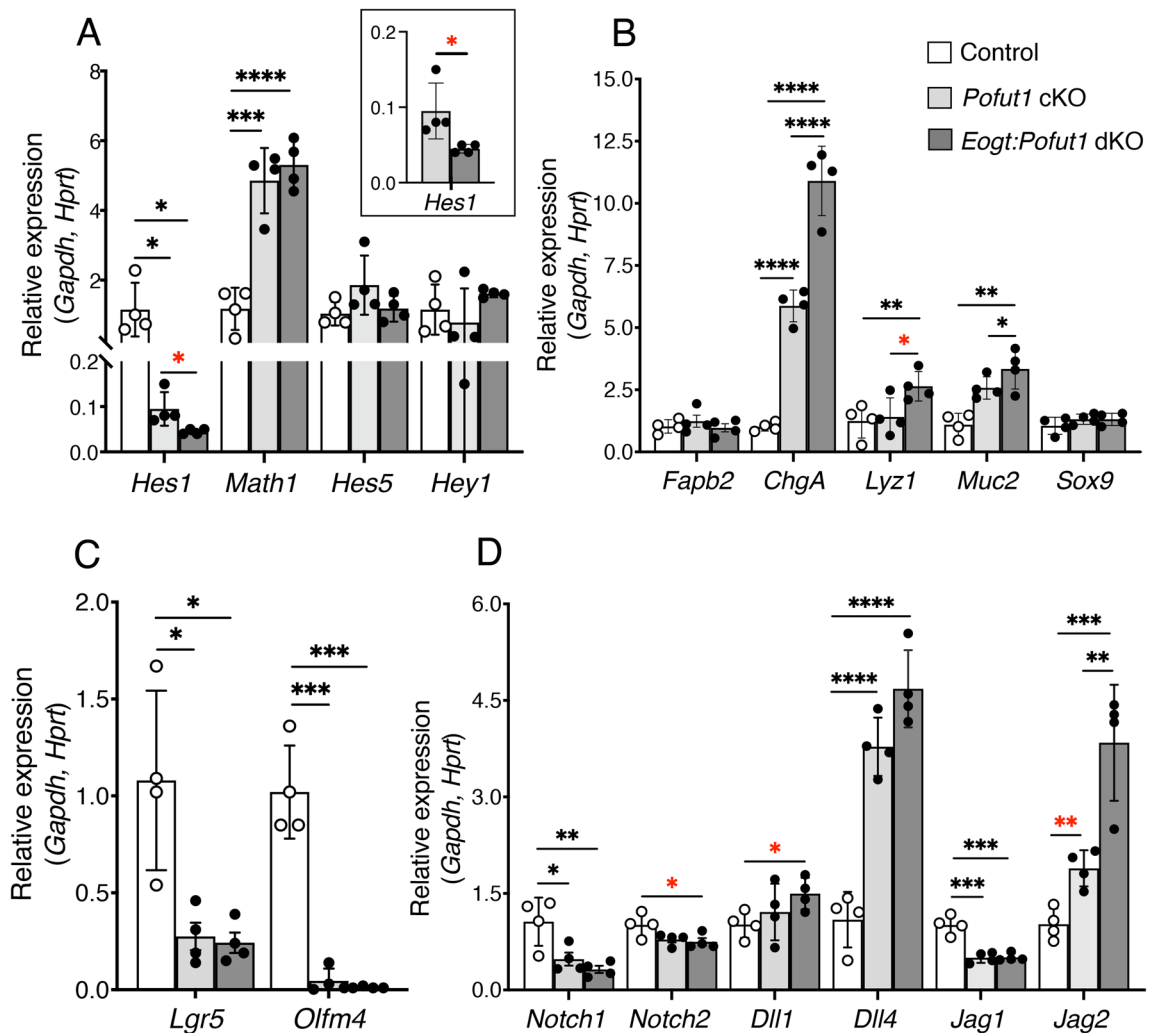 A
Relative expression
(Gapdh, Hprt)
8
6
4
2
0.2
0.1
0.0
****
***
*
*
*
Hes1 Math1 Hes5 Hey1
0.2
0.1
0.0
*
Hes1
B
Relative expression
(Gapdh, Hprt)
15.0
12.5
10.0
7.5
5.0
2.5
0.0
****
****
****
**
*
**
*
Fapb2 ChgA Lyz1 Muc2 Sox9
Control
Pofut1 cKO
Eogt:Pofut1 dKO
C
Relative expression
(Gapdh, Hprt)
2.0
1.5
1.0
0.5
0.0
*
*
***
***
Lgr5 Olfm4
D
Relative expression
(Gapdh, Hprt)
6.0
4.5
3.0
1.5
0.0
**
*
*
*
****
****
***
***
***
**
**
Notch1 Notch2 Dll1 Dll4 Jag1 Jag2